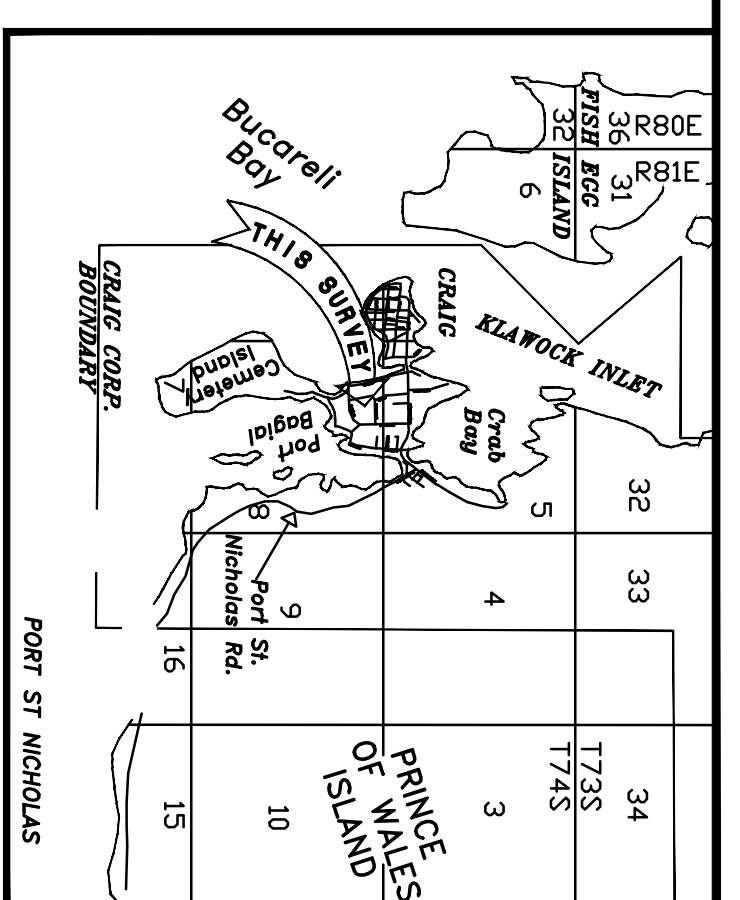 Bucareli
Bay
FISH EGG
ISLAND
36
R80E
32
R81E
31
6
THIS SURVEY
CRAIG
KLAWOCK INLET
CRAIG CORP.
BOUNDARY
Cemetery
Island
7
Port
Bagial
Crab
Bay
5
32
8
33
4
9
Port St.
Nicholas Rd.
16
PORT ST NICHOLAS
PRINCE
OF WALES
ISLAND
T73S
T74S
34
3
10
15